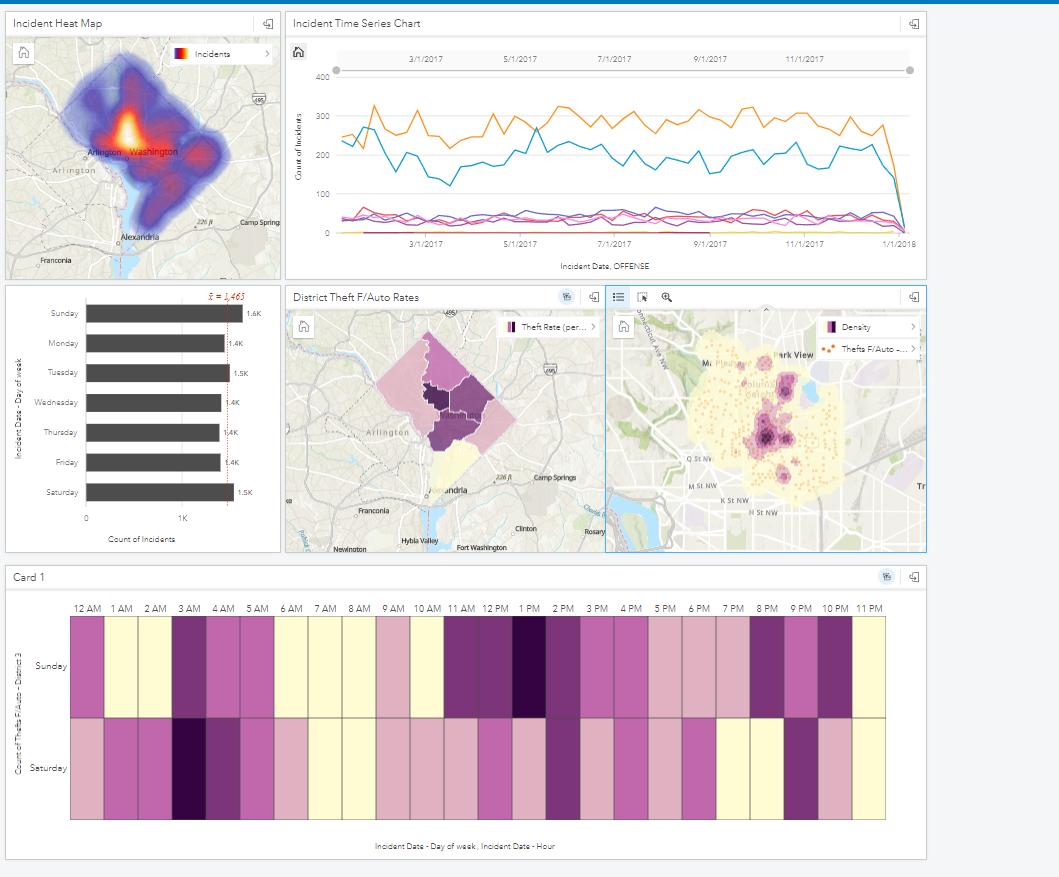 Incident Heat Map
Incidents
495
Arlington
Washington
Arlington
226 ft
Camp Springs
Alexandria
Franconia
Incident Time Series Chart
3/1/2017 5/1/2017 7/1/2017 9/1/2017 11/1/2017
400
300
200
100
0
Count of Incidents
3/1/2017 5/1/2017 7/1/2017 9/1/2017 11/1/2017 1/1/2018
Incident Date, OFFENSE
x̄ = 1,465
Sunday 1.6K
Monday 1.4K
Tuesday 1.5K
Wednesday 1.4K
Thursday 1.4K
Friday 1.4K
Saturday 1.5K
Incident Date - Day of week
0 1K
Count of Incidents
District Theft F/Auto Rates
Theft Rate (per...
495
495
Washington
Arlington
226 ft
Camp Springs
andria
Franconia
Clinton
Hybla Valley
Rosary
Newington
Fort Washington
Density
Thefts F/Auto -...
onnecticut Ave NW
ark View
Q St NW
M St NW
K St NW
H St NW
Tr
Card 1
12 AM 1 AM 2 AM 3 AM 4 AM 5 AM 6 AM 7 AM 8 AM 9 AM 10 AM 11 AM 12 PM 1 PM 2 PM 3 PM 4 PM 5 PM 6 PM 7 PM 8 PM 9 PM 10 PM 11 PM
Sunday
Saturday
Count of Thefts F/Auto - District 3
Incident Date - Day of week, Incident Date - Hour